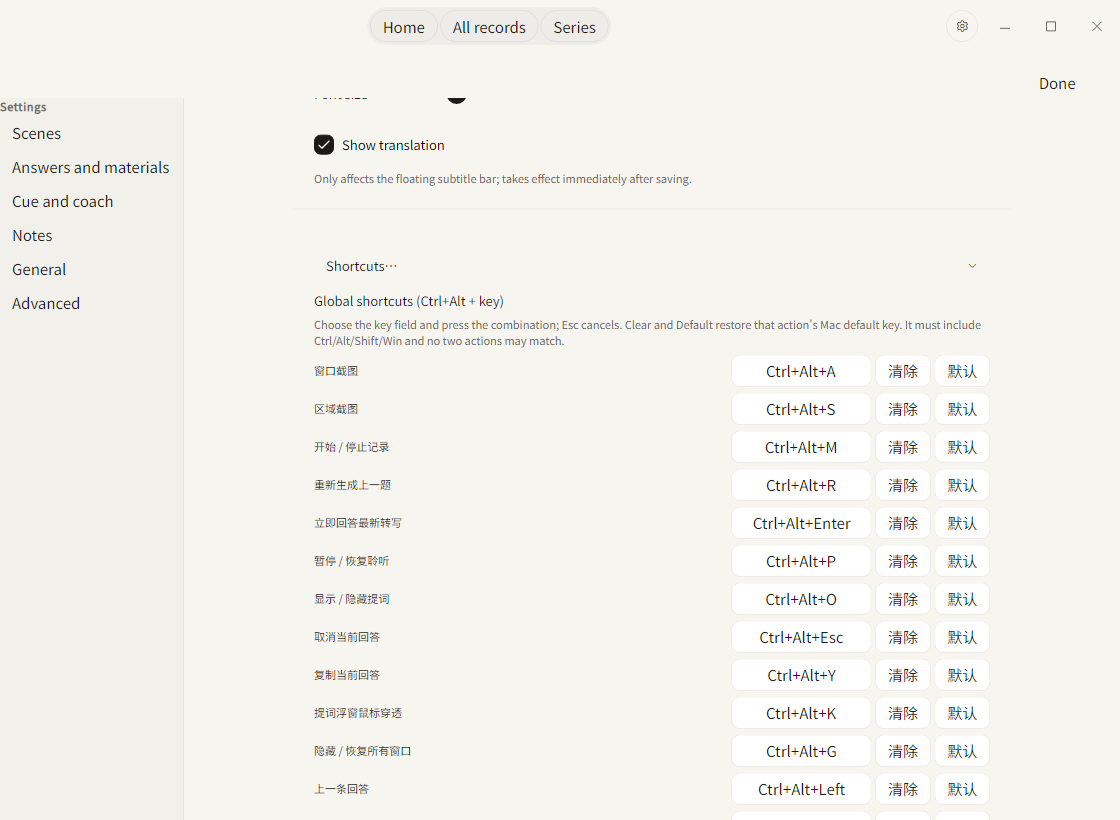 Home
All records
Series
Done
Settings
Scenes
Answers and materials
Cue and coach
Notes
General
Advanced
Show translation
Only affects the floating subtitle bar; takes effect immediately after saving.
Shortcuts…
Global shortcuts (Ctrl+Alt + key)
Choose the key field and press the combination; Esc cancels. Clear and Default restore that action's Mac default key. It must include
Ctrl/Alt/Shift/Win and no two actions may match.
窗口截图 Ctrl+Alt+A 清除 默认
区域截图 Ctrl+Alt+S 清除 默认
开始 / 停止记录 Ctrl+Alt+M 清除 默认
重新生成上一题 Ctrl+Alt+R 清除 默认
立即回答最新转写 Ctrl+Alt+Enter 清除 默认
暂停 / 恢复聆听 Ctrl+Alt+P 清除 默认
显示 / 隐藏提词 Ctrl+Alt+O 清除 默认
取消当前回答 Ctrl+Alt+Esc 清除 默认
复制当前回答 Ctrl+Alt+Y 清除 默认
提词浮窗鼠标穿透 Ctrl+Alt+K 清除 默认
隐藏 / 恢复所有窗口 Ctrl+Alt+G 清除 默认
上一条回答 Ctrl+Alt+Left 清除 默认